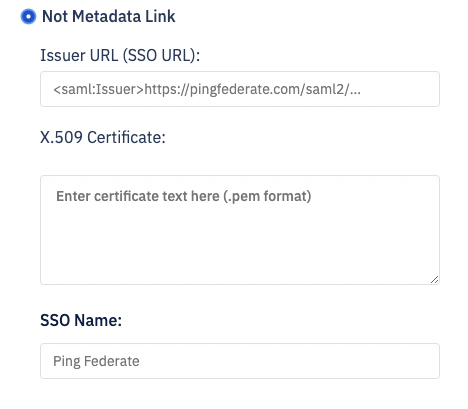 Not Metadata Link
Issuer URL (SSO URL):
<saml:Issuer>https://pingfederate.com/saml2/...
X.509 Certificate:
Enter certificate text here (.pem format)
SSO Name:
Ping Federate